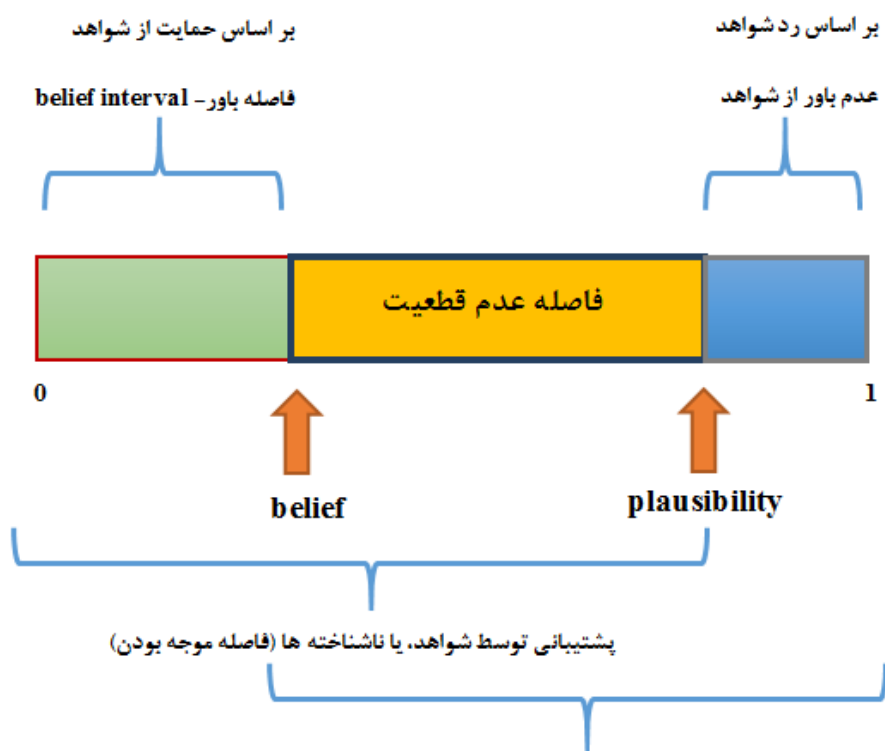 بر اساس رد شواهد
بر اساس حمایت از شواهد
عدم باور از شواهد
فاصله باور– belief interval
فاصله عدم قطعیت
0
1
belief
plausibility
پشتیبانی توسط شواهد، یا ناشناخته ها (فاصله موجه بودن)